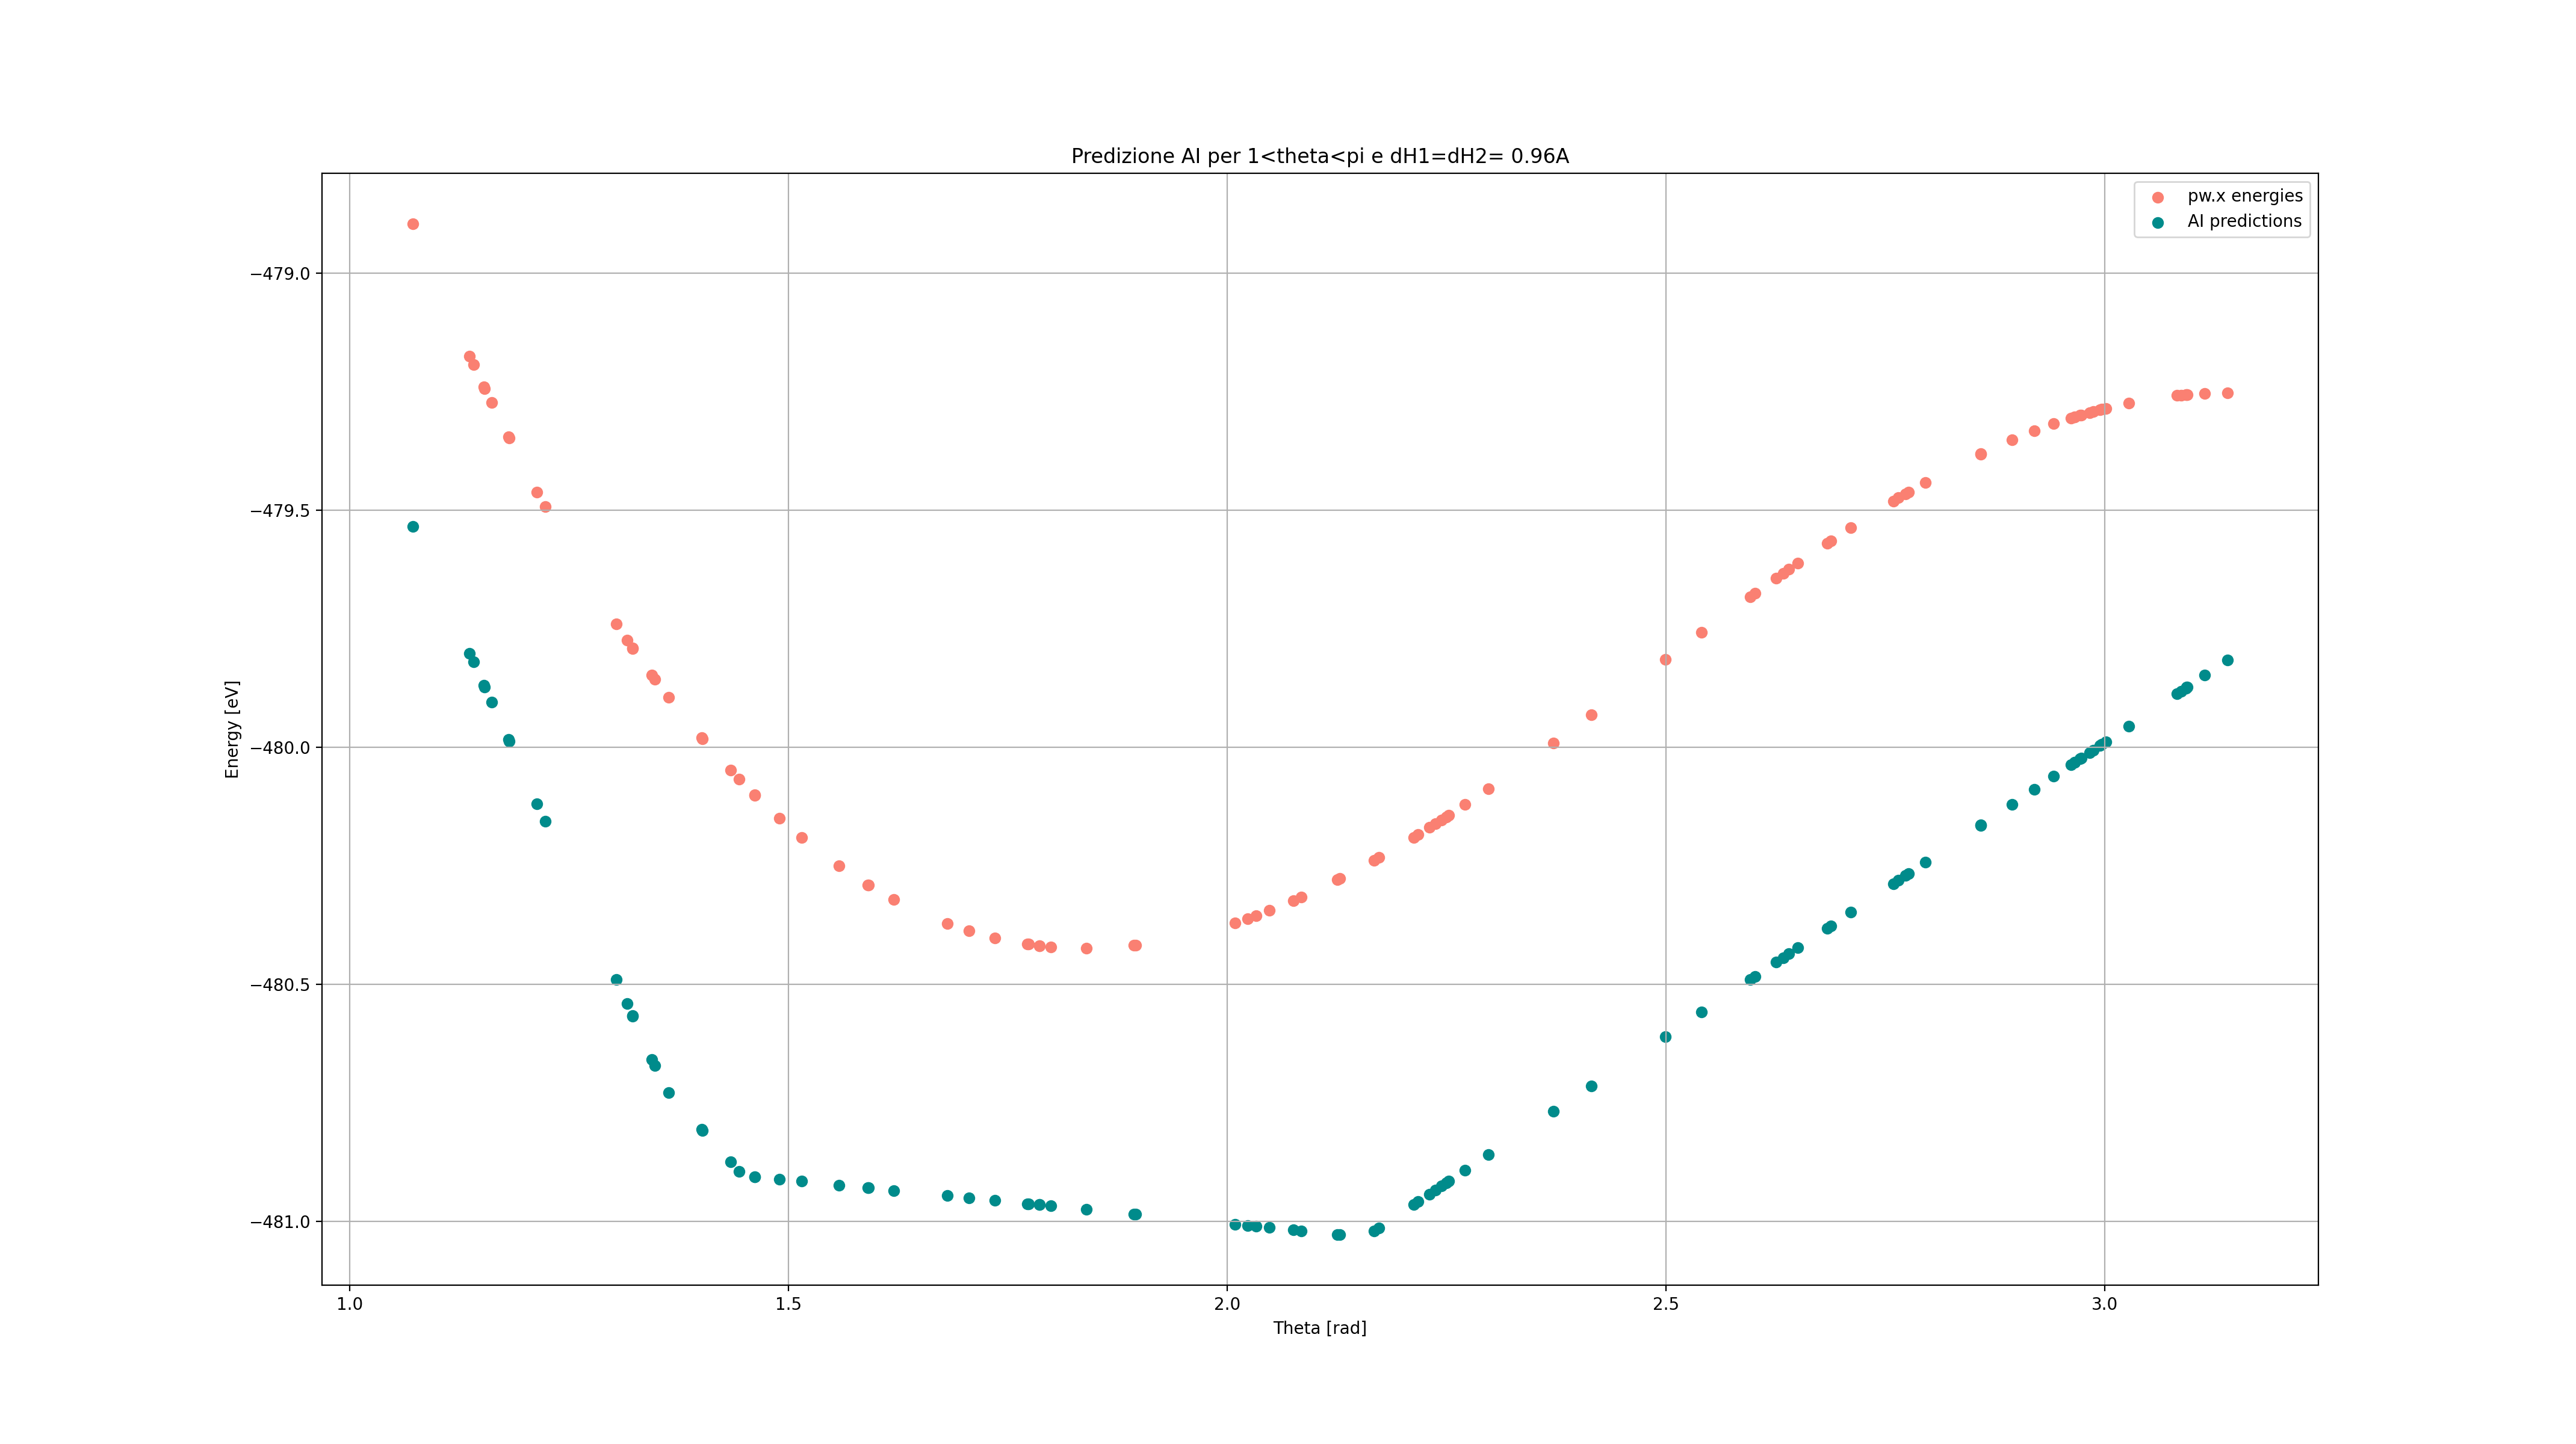 Predizione AI per 1<theta<pi e dH1=dH2= 0.96A
pw.x energies
AI predictions
Energy [eV]
−479.0
−479.5
−480.0
−480.5
−481.0
1.0 1.5 2.0 2.5 3.0
Theta [rad]